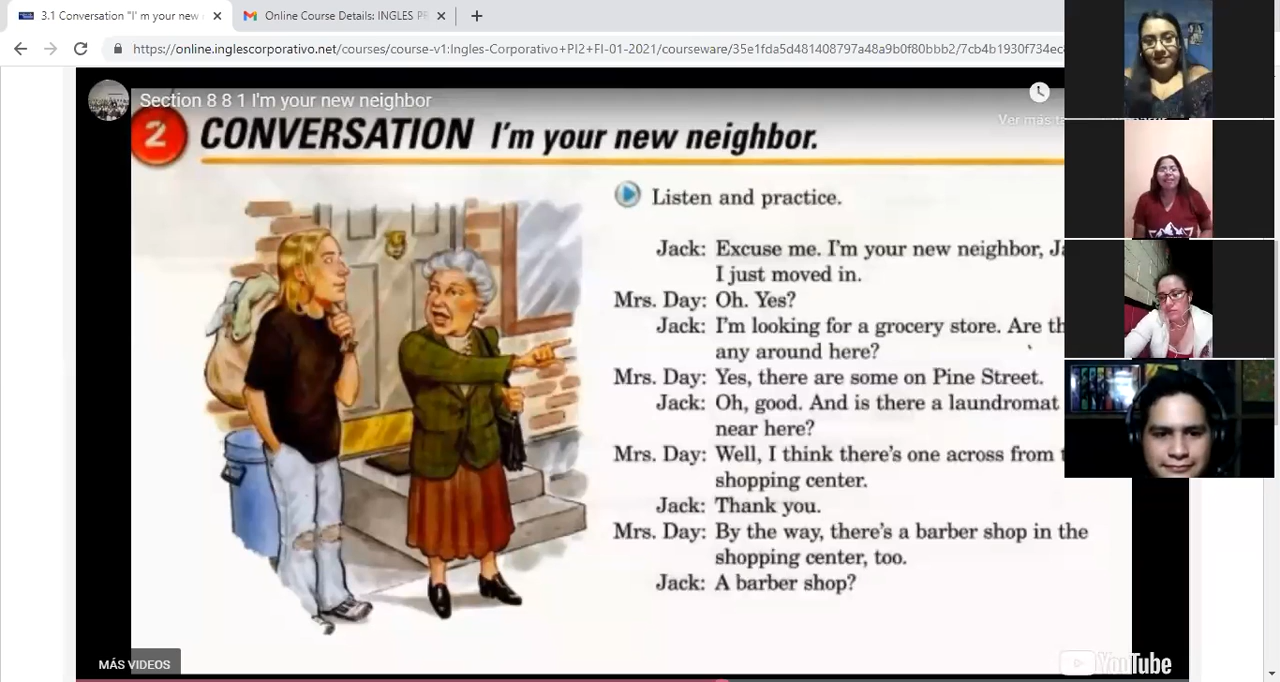 3.1 Conversation "I' m your new
Online Course Details: INGLES P
https://online.inglescorporativo.net/courses/course-v1:Ingles-Corporativo+PI2+FI-01-2021/courseware/35e1fda5d481408797a48a9b0f80bbb2/7cb4b1930f734ec
Section 8 8 1 I'm your new neighbor
Ver más
2 CONVERSATION I'm your new neighbor.
Listen and practice.
Jack: Excuse me. I'm your new neighbor,
I just moved in.
Mrs. Day: Oh. Yes?
Jack: I'm looking for a grocery store. Are
any around here?
Mrs. Day: Yes, there are some on Pine Street.
Jack: Oh, good. And is there a laundromat
near here?
Mrs. Day: Well, I think there's one across from
shopping center.
Jack: Thank you.
Mrs. Day: By the way, there's a barber shop in the
shopping center, too.
Jack: A barber shop?
MÁS VIDEOS
YouTube